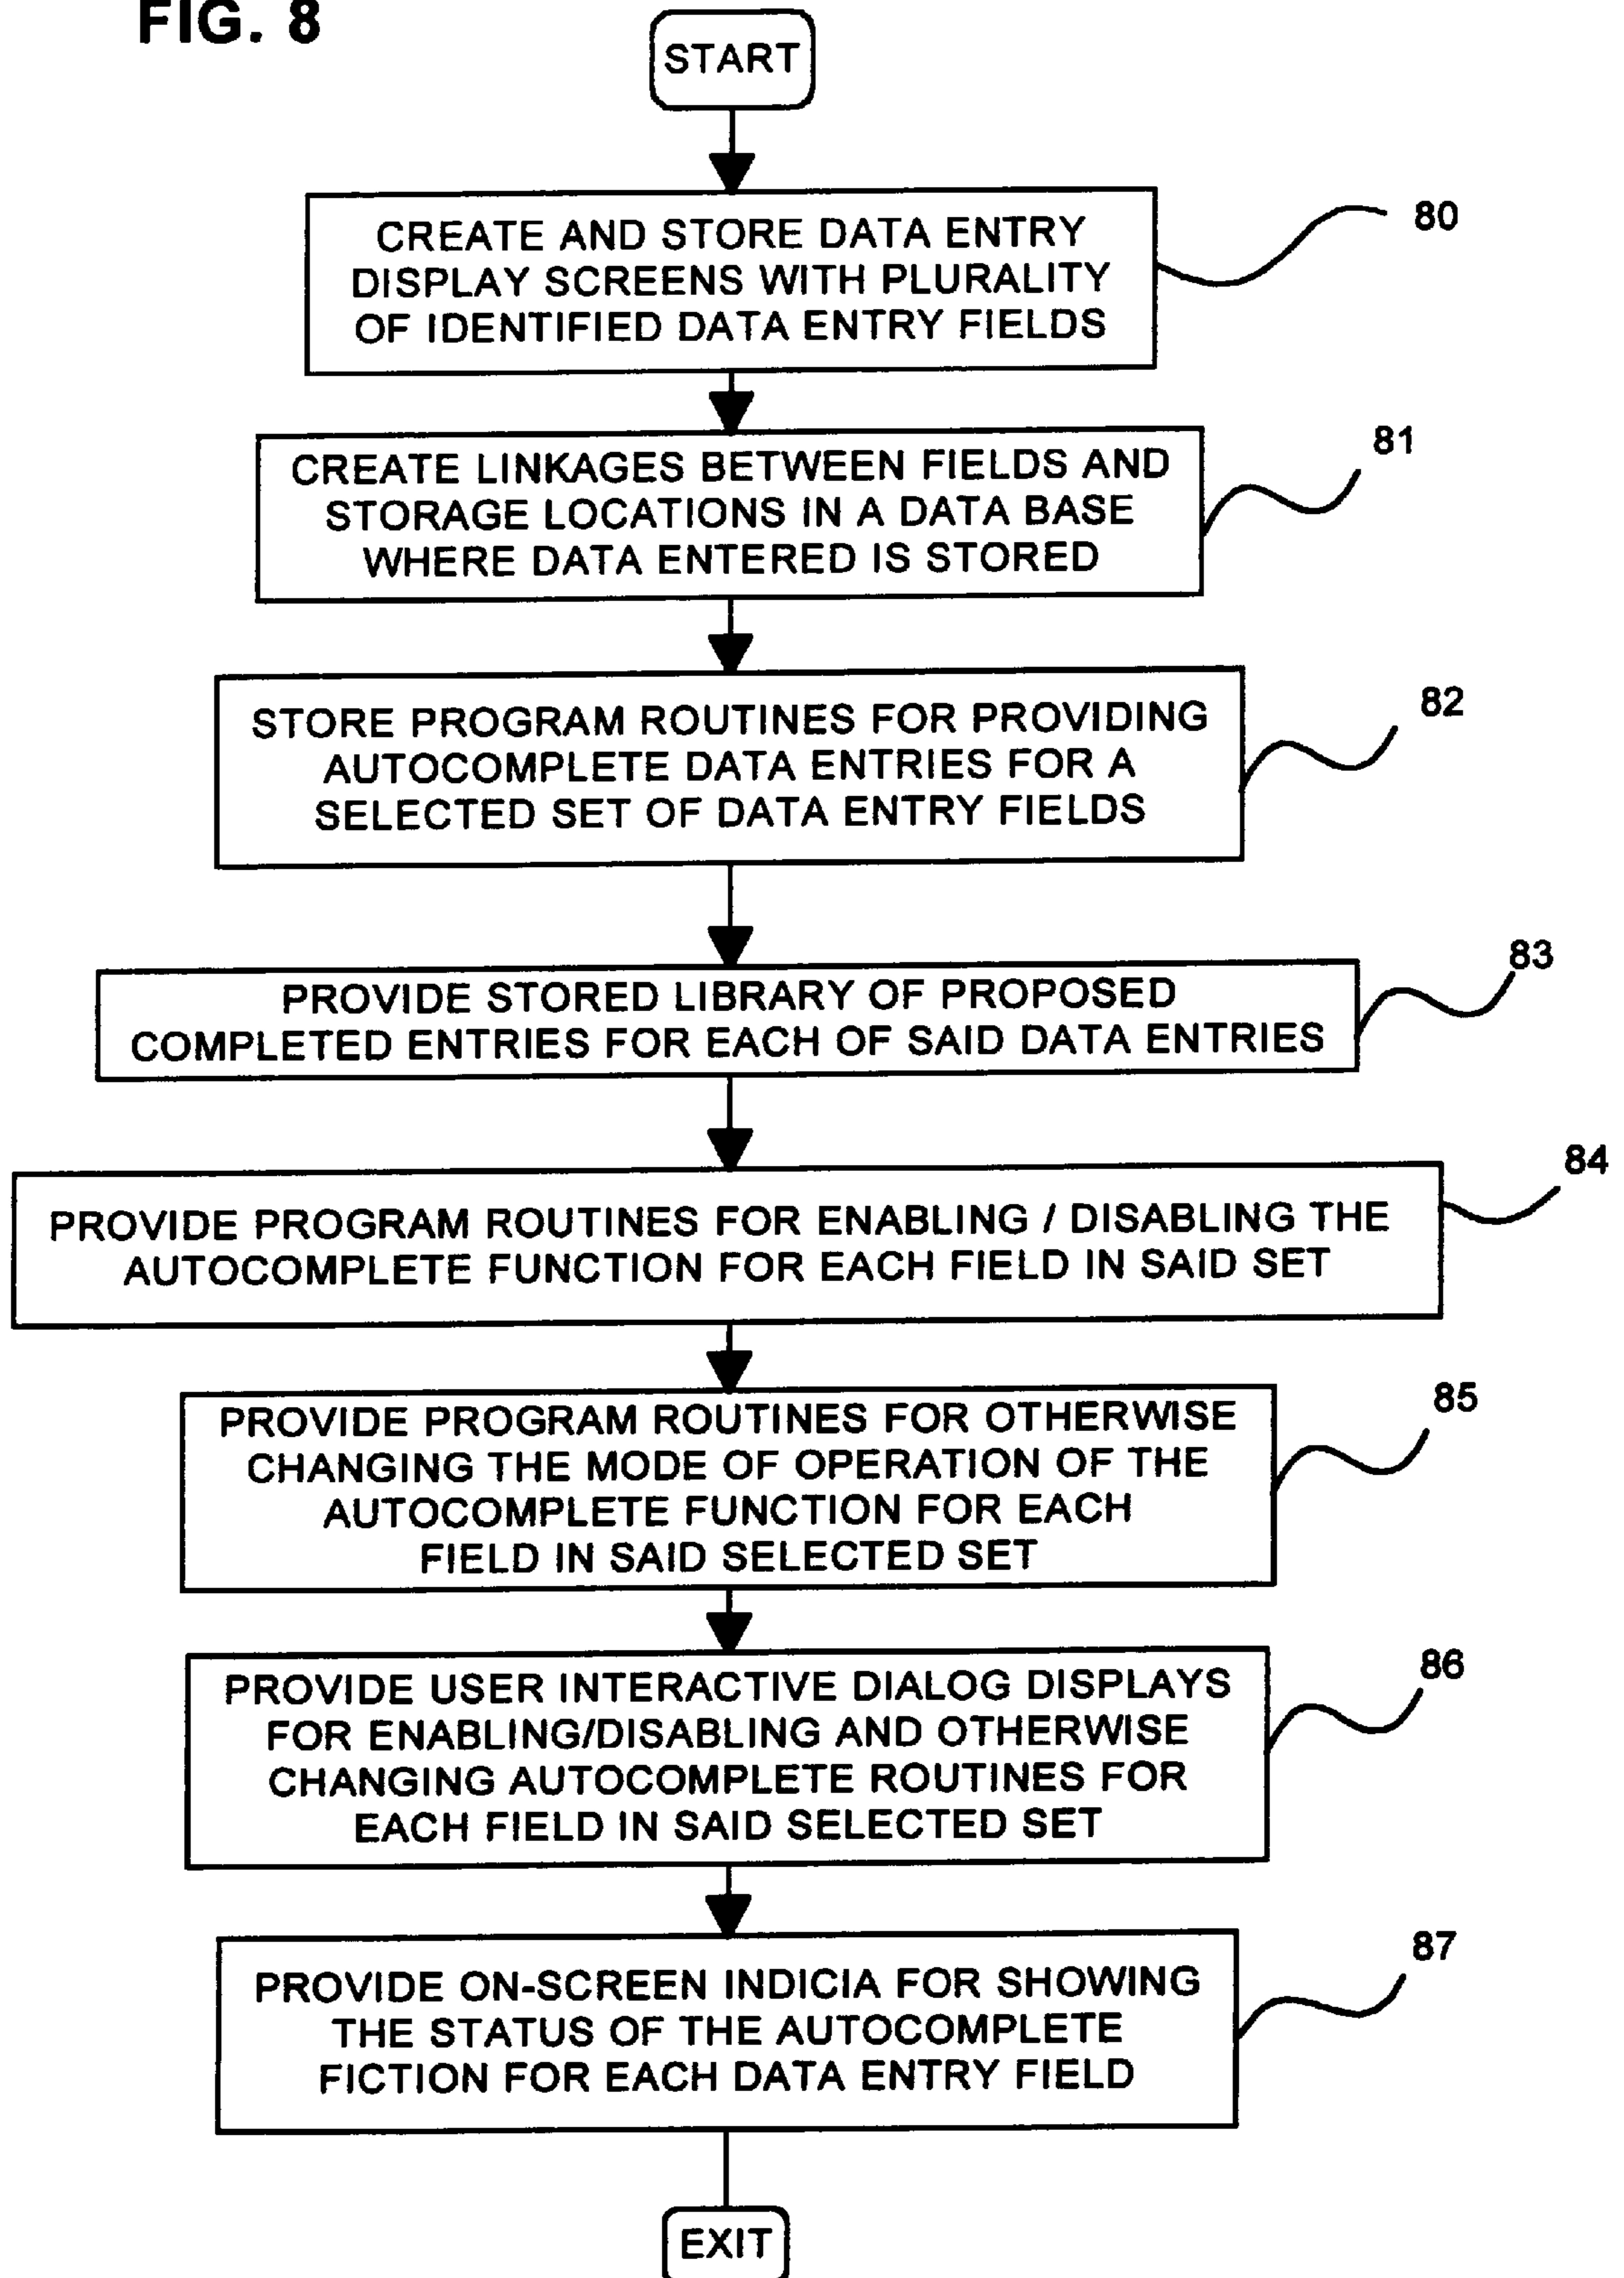 FIG. 8
START
CREATE AND STORE DATA ENTRY
DISPLAY SCREENS WITH PLURALITY
OF IDENTIFIED DATA ENTRY FIELDS
80
CREATE LINKAGES BETWEEN FIELDS AND
STORAGE LOCATIONS IN A DATA BASE
WHERE DATA ENTERED IS STORED
81
STORE PROGRAM ROUTINES FOR PROVIDING
AUTOCOMPLETE DATA ENTRIES FOR A
SELECTED SET OF DATA ENTRY FIELDS
82
PROVIDE STORED LIBRARY OF PROPOSED
COMPLETED ENTRIES FOR EACH OF SAID DATA ENTRIES
83
PROVIDE PROGRAM ROUTINES FOR ENABLING / DISABLING THE
AUTOCOMPLETE FUNCTION FOR EACH FIELD IN SAID SET
84
PROVIDE PROGRAM ROUTINES FOR OTHERWISE
CHANGING THE MODE OF OPERATION OF THE
AUTOCOMPLETE FUNCTION FOR EACH
FIELD IN SAID SELECTED SET
85
PROVIDE USER INTERACTIVE DIALOG DISPLAYS
FOR ENABLING/DISABLING AND OTHERWISE
CHANGING AUTOCOMPLETE ROUTINES FOR
EACH FIELD IN SAID SELECTED SET
86
PROVIDE ON-SCREEN INDICIA FOR SHOWING
THE STATUS OF THE AUTOCOMPLETE
FICTION FOR EACH DATA ENTRY FIELD
87
EXIT